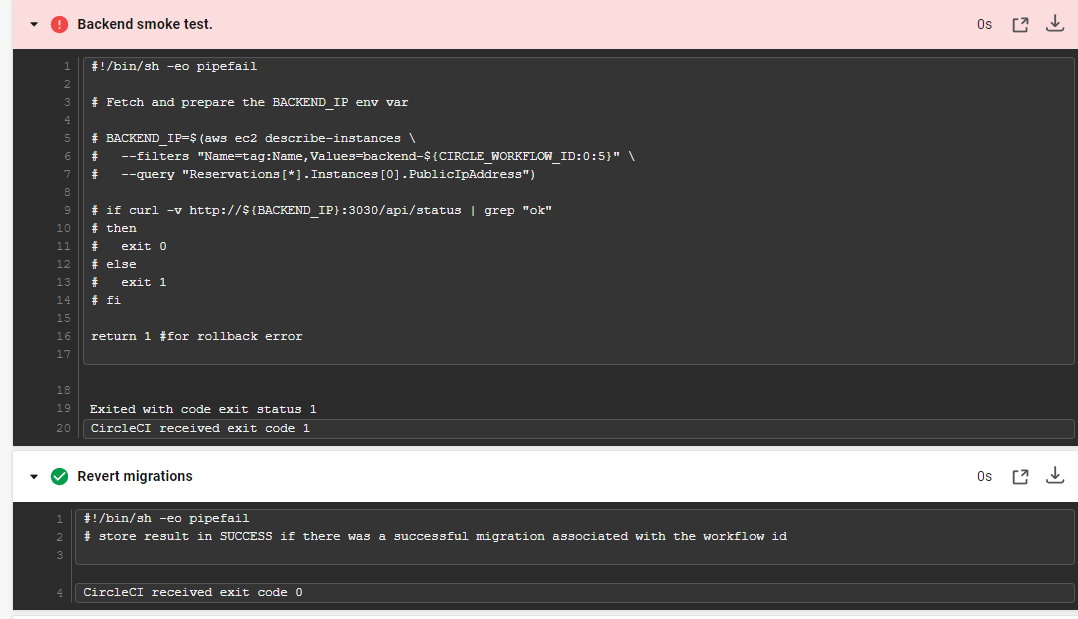 Backend smoke test.
0s
1 #!/bin/sh -eo pipefail
2
3 # Fetch and prepare the BACKEND_IP env var
4
5 # BACKEND_IP=$(aws ec2 describe-instances \
6 #   --filters "Name=tag:Name,Values=backend-${CIRCLE_WORKFLOW_ID:0:5}" \
7 #   --query "Reservations[*].Instances[0].PublicIpAddress")
8
9 # if curl -v http://${BACKEND_IP}:3030/api/status | grep "ok"
10 # then
11 #   exit 0
12 # else
13 #   exit 1
14 # fi
15
16 return 1 #for rollback error
17
18
19 Exited with code exit status 1
20 CircleCI received exit code 1
Revert migrations
0s
1 #!/bin/sh -eo pipefail
2 # store result in SUCCESS if there was a successful migration associated with the workflow id
3
4 CircleCI received exit code 0